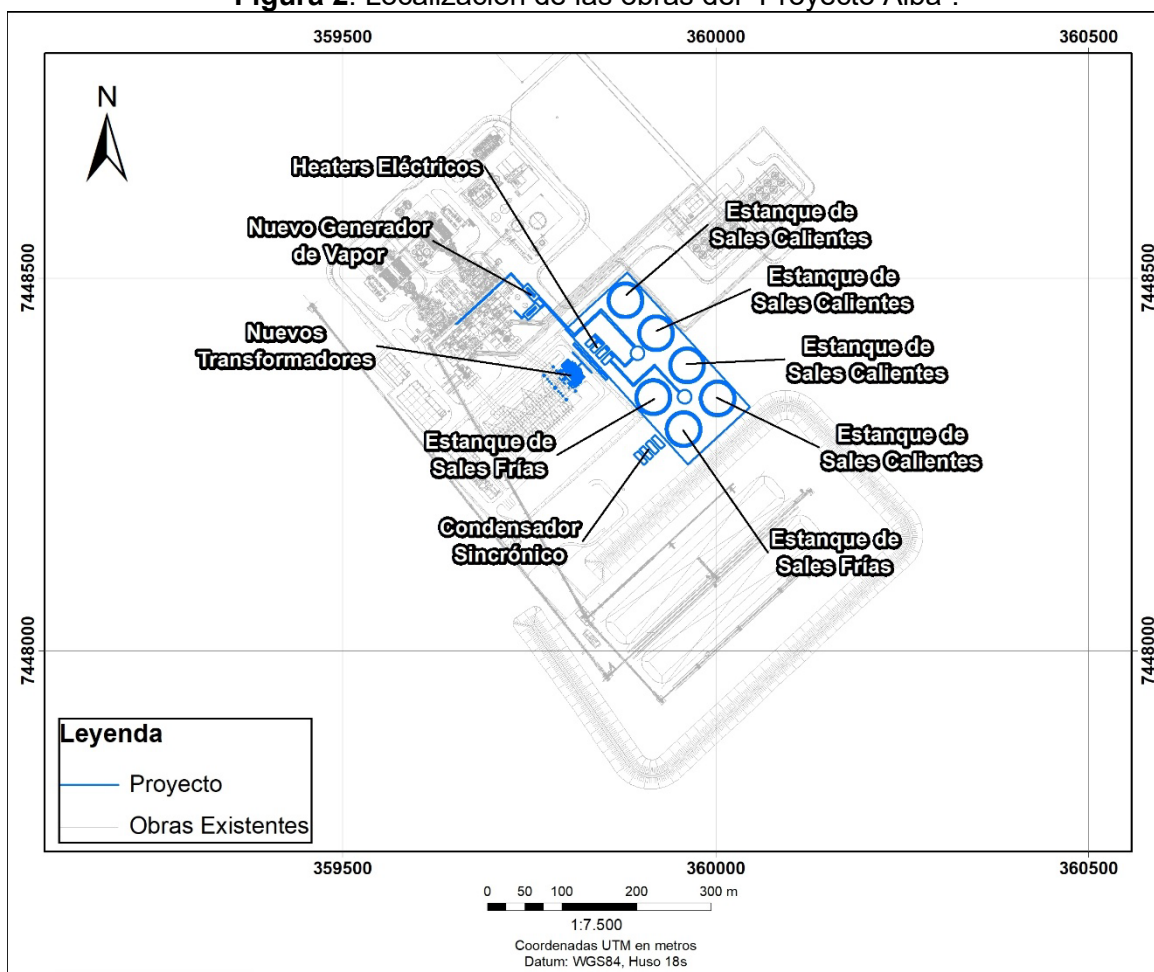 Figura 2. Localización de las obras del "Proyecto Alba".
359500
360000
360500
N
Heaters Eléctricos
Estanque de
Sales Calientes
Nuevo Generador
de Vapor
7448500
7448500
Estanque de
Sales Calientes
Nuevos
Transformadores
Estanque de
Sales Calientes
Estanque de
Sales Frías
Estanque de
Sales Calientes
Condensador
Sincrónico
Estanque de
Sales Frías
7448000
7448000
Leyenda
Proyecto
Obras Existentes
359500
360000
360500
0 50 100 200 300 m
1:7.500
Coordenadas UTM en metros
Datum: WGS84, Huso 18s